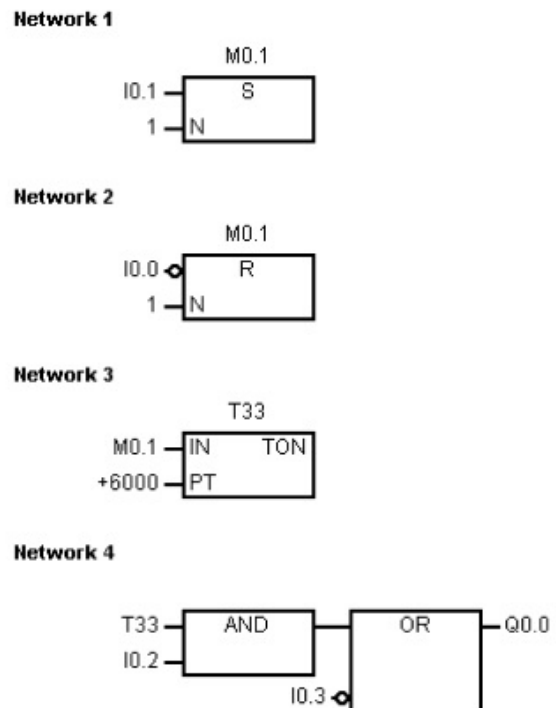 Network 1
M0.1
I0.1 S
1 N
Network 2
M0.1
I0.0 R
1 N
Network 3
T33
M0.1 IN TON
+6000 PT
Network 4
T33 AND OR Q0.0
I0.2
I0.3